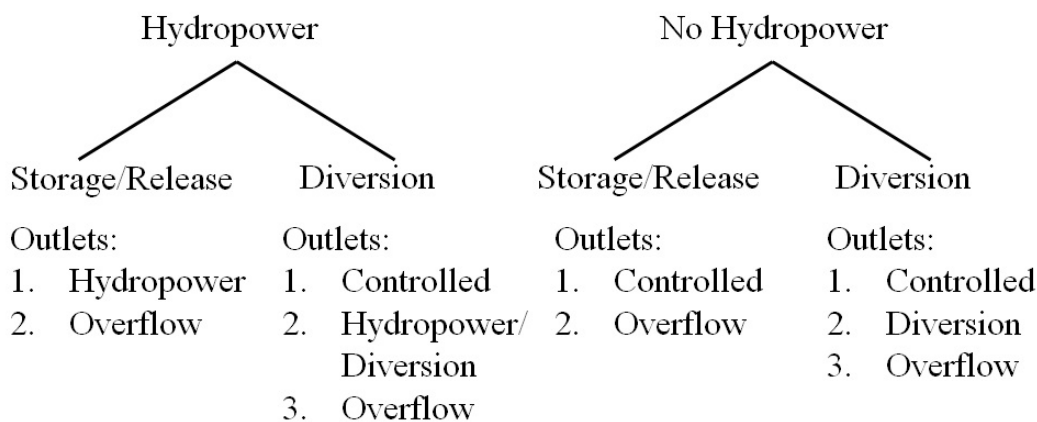 Hydropower
No Hydropower
Storage/Release
Diversion
Storage/Release
Diversion
Outlets:
1. Hydropower
2. Overflow
Outlets:
1. Controlled
2. Hydropower/
Diversion
3. Overflow
Outlets:
1. Controlled
2. Overflow
Outlets:
1. Controlled
2. Diversion
3. Overflow